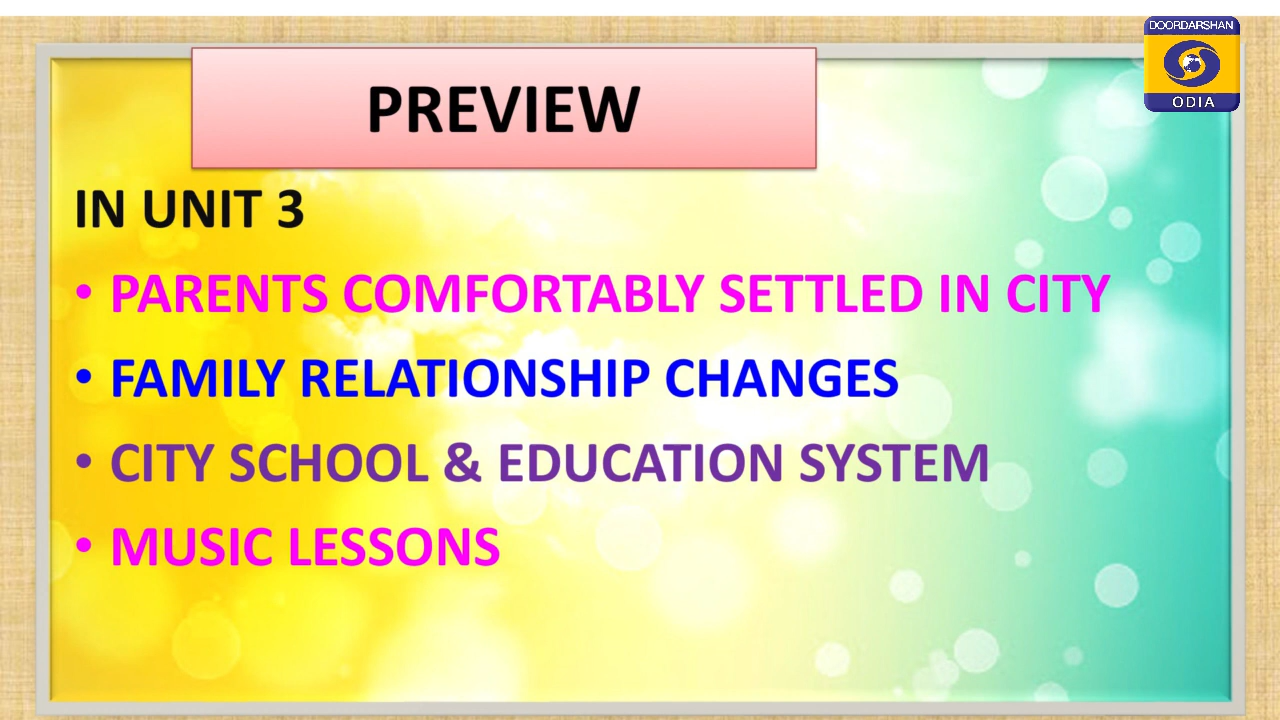 DOORDARSHAN
ODIA
PREVIEW
IN UNIT 3
• PARENTS COMFORTABLY SETTLED IN CITY
• FAMILY RELATIONSHIP CHANGES
• CITY SCHOOL & EDUCATION SYSTEM
• MUSIC LESSONS